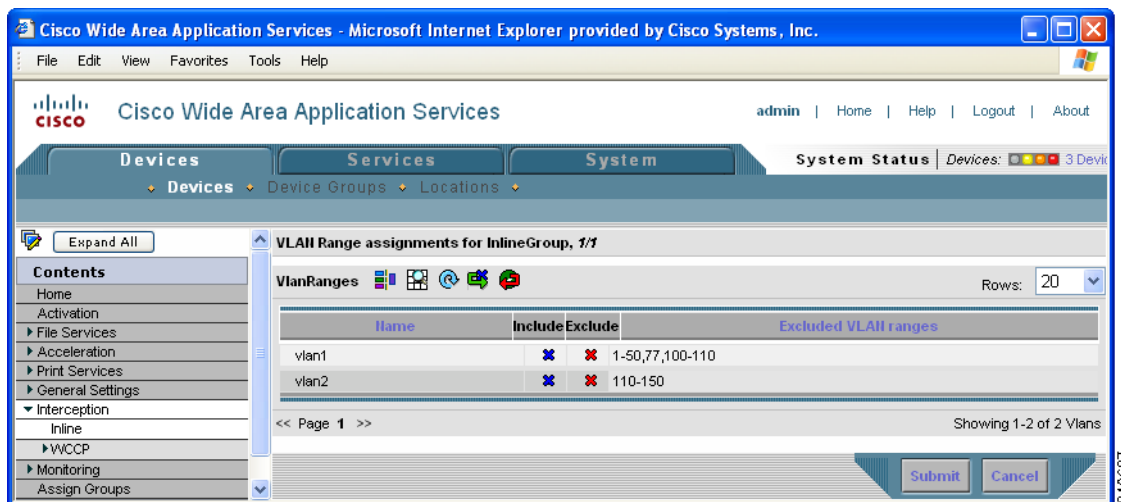 Cisco Wide Area Application Services - Microsoft Internet Explorer provided by Cisco Systems, Inc.
File Edit View Favorites Tools Help
CISCO
Cisco Wide Area Application Services
admin | Home | Help | Logout | About
Devices Services System
System Status | Devices: 3 Devic
Devices Device Groups Locations
Expand All
Contents
Home
Activation
File Services
Acceleration
Print Services
General Settings
Interception
Inline
WCCP
Monitoring
Assign Groups
VLAN Range assignments for InlineGroup, 1/1
VlanRanges
Rows: 20
Name Include Exclude Excluded VLAN ranges
vlan1 1-50,77,100-110
vlan2 110-150
<< Page 1 >>
Showing 1-2 of 2 Vlans
Submit Cancel